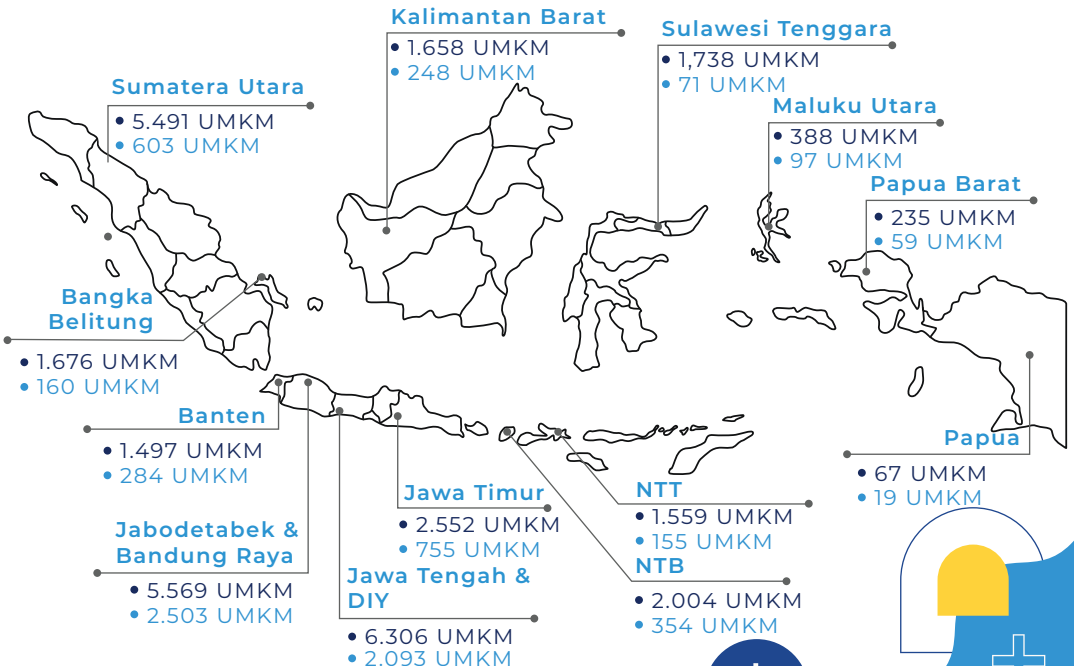 Kalimantan Barat
• 1.658 UMKM
• 248 UMKM
Sulawesi Tenggara
• 1,738 UMKM
• 71 UMKM
Sumatera Utara
• 5.491 UMKM
• 603 UMKM
Maluku Utara
• 388 UMKM
• 97 UMKM
Papua Barat
• 235 UMKM
• 59 UMKM
Bangka
Belitung
• 1.676 UMKM
• 160 UMKM
Banten
• 1.497 UMKM
• 284 UMKM
Jabodetabek &
Bandung Raya
• 5.569 UMKM
• 2.503 UMKM
Jawa Timur
• 2.552 UMKM
• 755 UMKM
Jawa Tengah &
DIY
• 6.306 UMKM
• 2.093 UMKM
NTT
• 1.559 UMKM
• 155 UMKM
NTB
• 2.004 UMKM
• 354 UMKM
Papua
• 67 UMKM
• 19 UMKM